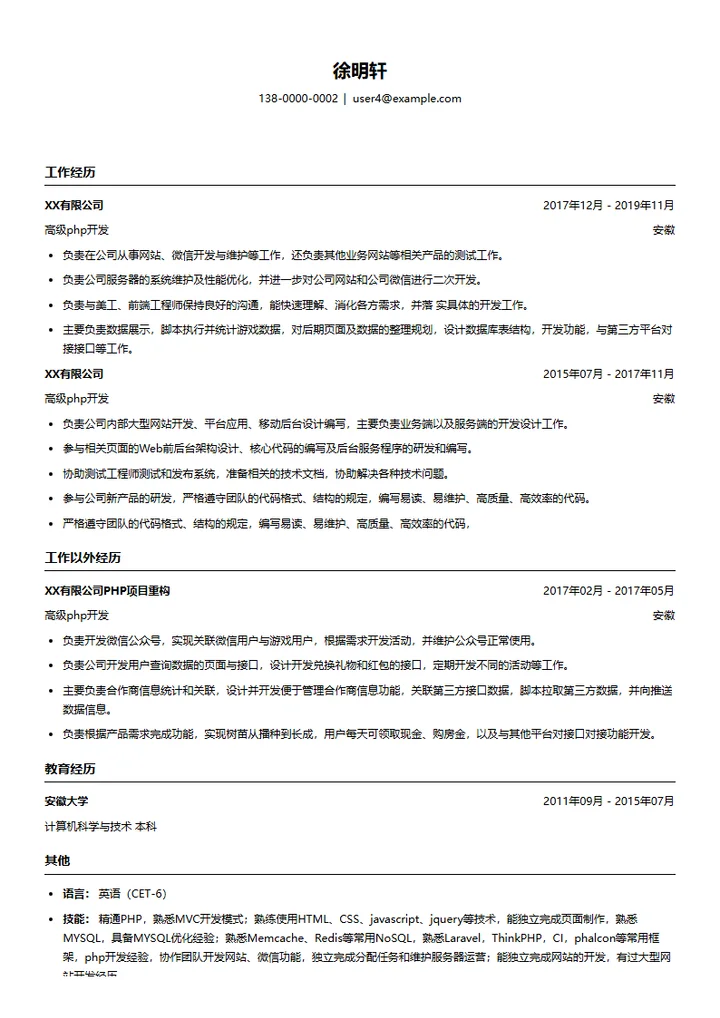 徐明轩
138-0000-0002 | user4@example.com
工作经历
XX有限公司 2017年12月 - 2019年11月
高级php开发 安徽
• 负责在公司从事网站、微信开发与维护等工作，还负责其他业务网站等相关产品的测试工作。
• 负责公司服务器的系统维护及性能优化，并进一步对公司网站和公司微信进行二次开发。
• 负责与美工、前端工程师保持良好的沟通，能快速理解、消化各方需求，并落 实具体的开发工作。
• 主要负责数据展示，脚本执行并统计游戏数据，对后期页面及数据的整理规划，设计数据库表结构，开发功能，与第三方平台对
接接口等工作。
XX有限公司 2015年07月 - 2017年11月
高级php开发 安徽
• 负责公司内部大型网站开发、平台应用、移动后台设计编写，主要负责业务端以及服务端的开发设计工作。
• 参与相关页面的Web前后台架构设计、核心代码的编写及后台服务程序的研发和编写。
• 协助测试工程师测试和发布系统，准备相关的技术文档，协助解决各种技术问题。
• 参与公司新产品的研发，严格遵守团队的代码格式、结构的规定，编写易读、易维护、高质量、高效率的代码。
• 严格遵守团队的代码格式、结构的规定，编写易读、易维护、高质量、高效率的代码，
工作以外经历
XX有限公司PHP项目重构 2017年02月 - 2017年05月
高级php开发 安徽
• 负责开发微信公众号，实现关联微信用户与游戏用户，根据需求开发活动，并维护公众号正常使用。
• 负责公司开发用户查询数据的页面与接口，设计开发兑换礼物和红包的接口，定期开发不同的活动等工作。
• 主要负责合作商信息统计和关联，设计并开发便于管理合作商信息功能，关联第三方接口数据，脚本拉取第三方数据，并向推送
数据信息。
• 负责根据产品需求完成功能，实现树苗从播种到长成，用户每天可领取现金、购房金，以及与其他平台对接口对接功能开发。
教育经历
安徽大学 2011年09月 - 2015年07月
计算机科学与技术 本科
其他
• 语言： 英语（CET-6）
• 技能： 精通PHP，熟悉MVC开发模式；熟练使用HTML、CSS、javascript、jquery等技术，能独立完成页面制作，熟悉
MYSQL，具备MYSQL优化经验；熟悉Memcache、Redis等常用NoSQL，熟悉Laravel，ThinkPHP，CI，phalcon等常用框
架，php开发经验，协作团队开发网站、微信功能，独立完成分配任务和维护服务器运营；能独立完成网站的开发，有过大型网
站开发经历